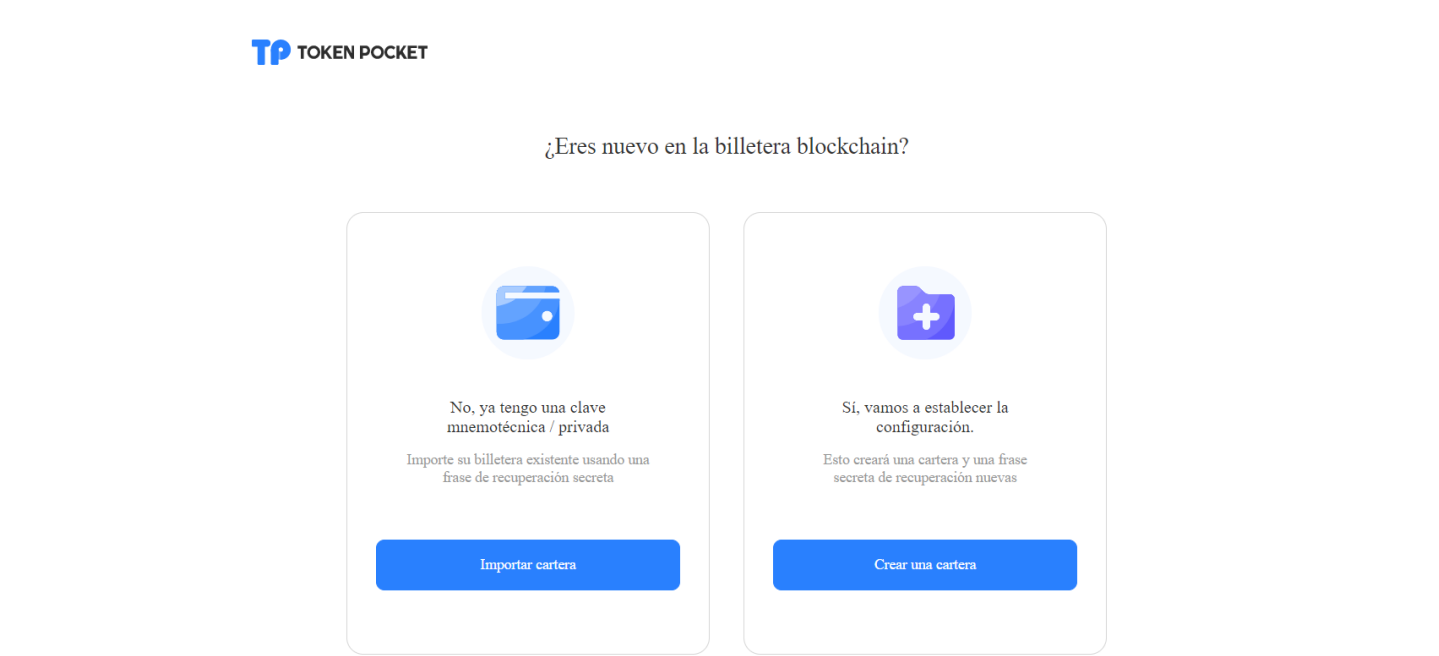 TP TOKEN POCKET
¿Eres nuevo en la billetera blockchain?
No, ya tengo una clave
mnemotécnica / privada
Importe su billetera existente usando una
frase de recuperación secreta
Importar cartera
Sí, vamos a establecer la
configuración.
Esto creará una cartera y una frase
secreta de recuperación nuevas
Crear una cartera